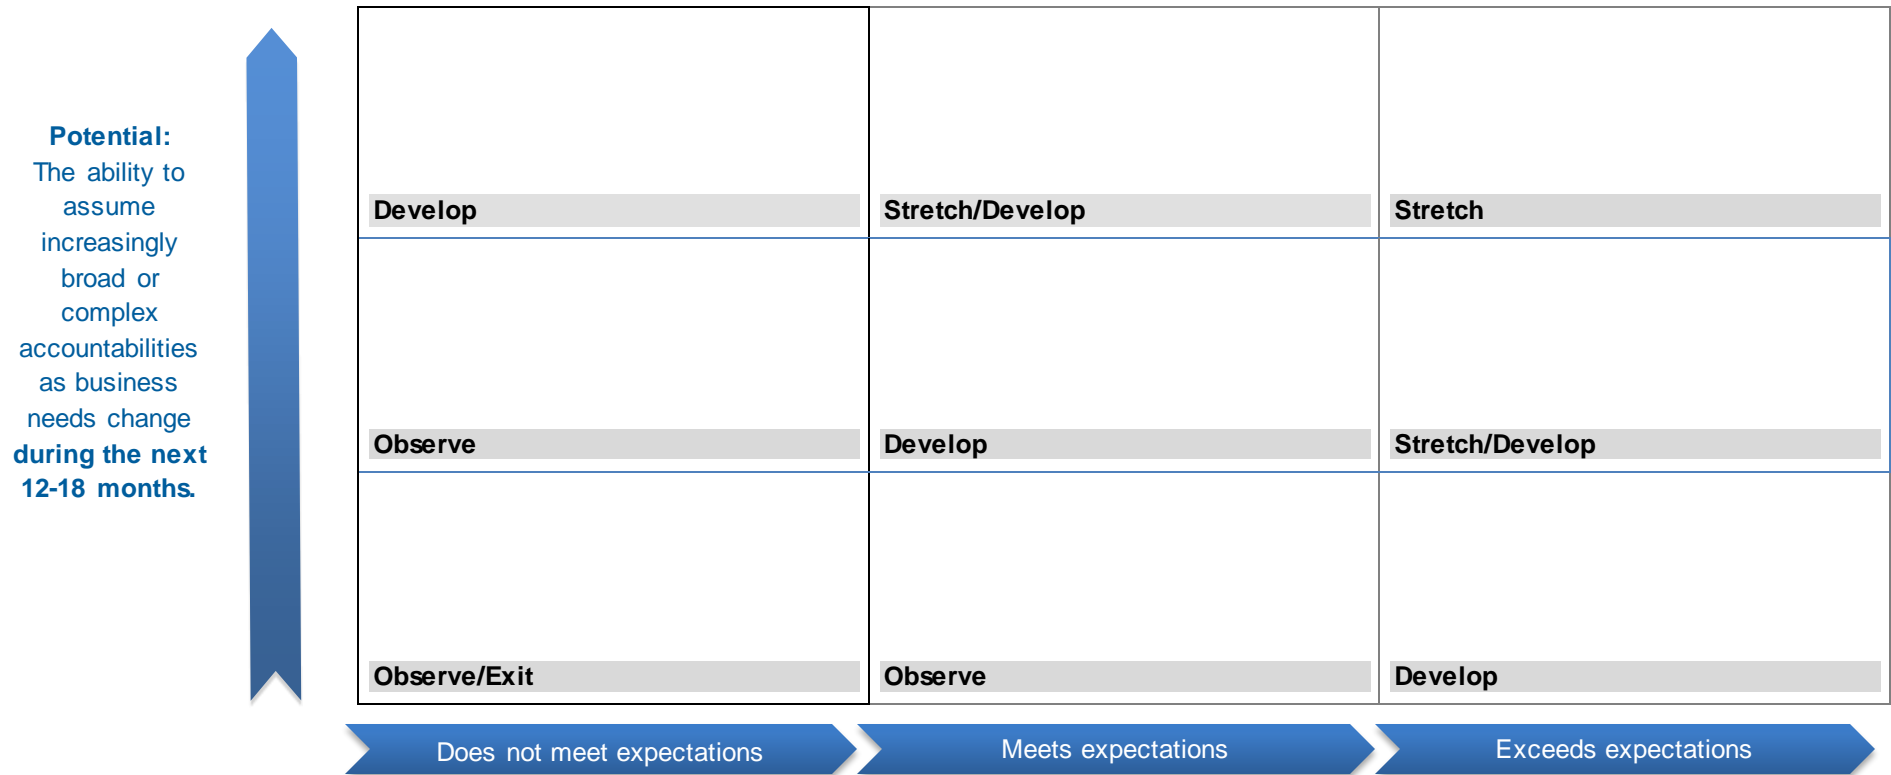 Potential:
The ability to
assume
increasingly
broad or
complex
accountabilities
as business
needs change
during the next
12-18 months.
Develop
Stretch/Develop
Stretch
Observe
Develop
Stretch/Develop
Observe/Exit
Observe
Develop
Does not meet expectations
Meets expectations
Exceeds expectations